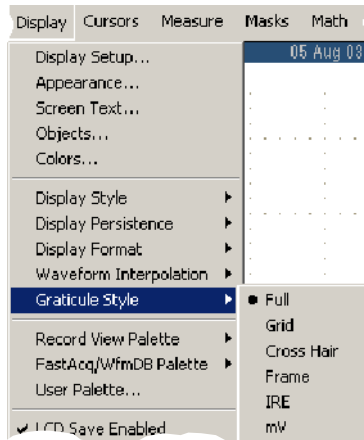 Display Cursors Measure Masks Math
05 Aug 03
Display Setup...
Appearance...
Screen Text...
Objects...
Colors...
Display Style
Display Persistence
Display Format
Waveform Interpolation
Graticule Style
Record View Palette
FastAcq/WfmDB Palette
User Palette...
LCD Save Enabled
Full
Grid
Cross Hair
Frame
IRE
mV